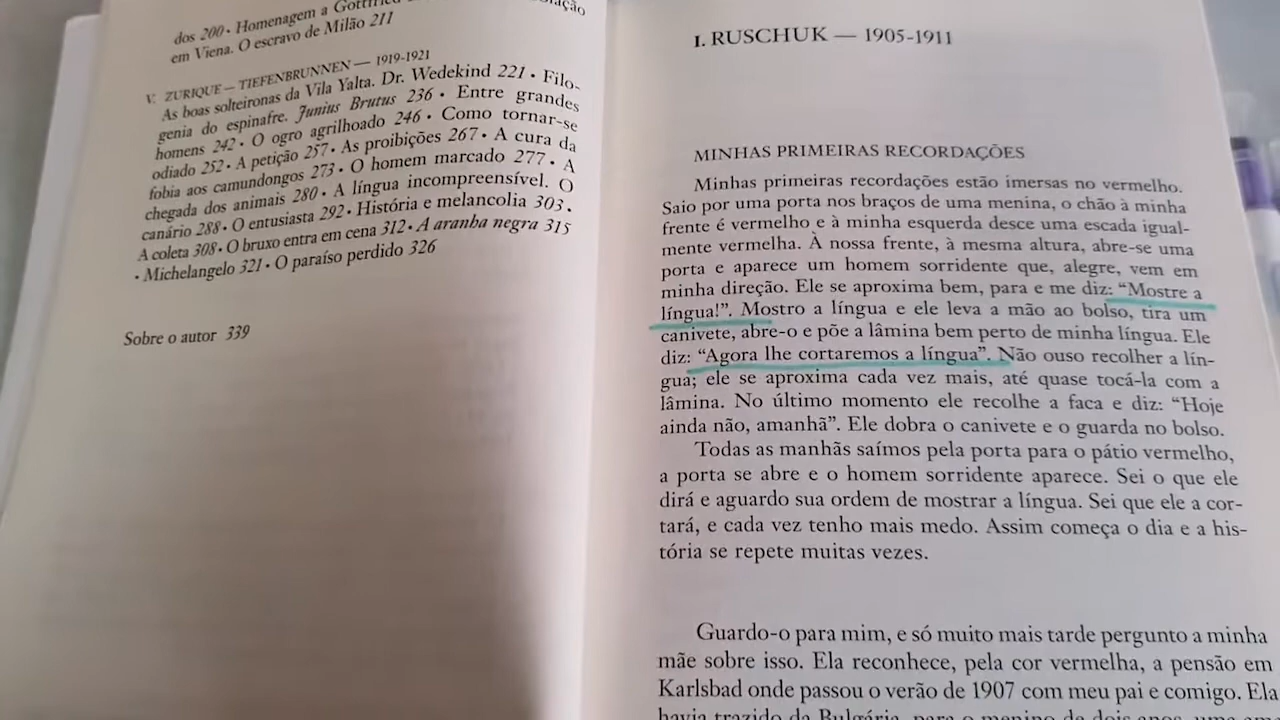 dos 200 • Homenagem a Gottfried
em Viena. O escravo de Milão 211
V. ZURIQUE — TIEFENBRUNNEN — 1919-1921
As boas solteironas da Vila Yalta. Dr. Wedekind 221 • Filo-
genia do espinafre. Junius Brutus 236 • Entre grandes
homens 242 • O ogro agrilhoado 246 • Como tornar-se
odiado 252 • A petição 257 • As proibições 267 • A cura da
fobia aos camundongos 273 • O homem marcado 277 • A
chegada dos animais 280 • A língua incompreensível. O
canário 288 • O entusiasta 292 • História e melancolia 303 •
A coleta 308 • O bruxo entra em cena 312 • A aranha negra 315
• Michelangelo 321 • O paraíso perdido 326
Sobre o autor 339
I. RUSCHUK — 1905-1911
MINHAS PRIMEIRAS RECORDAÇÕES
Minhas primeiras recordações estão imersas no vermelho.
Saio por uma porta nos braços de uma menina, o chão à minha
frente é vermelho e à minha esquerda desce uma escada igual-
mente vermelha. À nossa frente, à mesma altura, abre-se uma
porta e aparece um homem sorridente que, alegre, vem em
minha direção. Ele se aproxima bem, para e me diz: “Mostre a
língua!”. Mostro a língua e ele leva a mão ao bolso, tira um
canivete, abre-o e põe a lâmina bem perto de minha língua. Ele
diz: “Agora lhe cortaremos a língua”. Não ouso recolher a lín-
gua; ele se aproxima cada vez mais, até quase tocá-la com a
lâmina. No último momento ele recolhe a faca e diz: “Hoje
ainda não, amanhã”. Ele dobra o canivete e o guarda no bolso.
Todas as manhãs saímos pela porta para o pátio vermelho,
a porta se abre e o homem sorridente aparece. Sei o que ele
dirá e aguardo sua ordem de mostrar a língua. Sei que ele a cor-
tará, e cada vez tenho mais medo. Assim começa o dia e a his-
tória se repete muitas vezes.
Guardo-o para mim, e só muito mais tarde pergunto a minha
mãe sobre isso. Ela reconhece, pela cor vermelha, a pensão em
Karlsbad onde passou o verão de 1907 com meu pai e comigo. Ela
havia trazido da Bulgária, para o menino de dois anos, uma